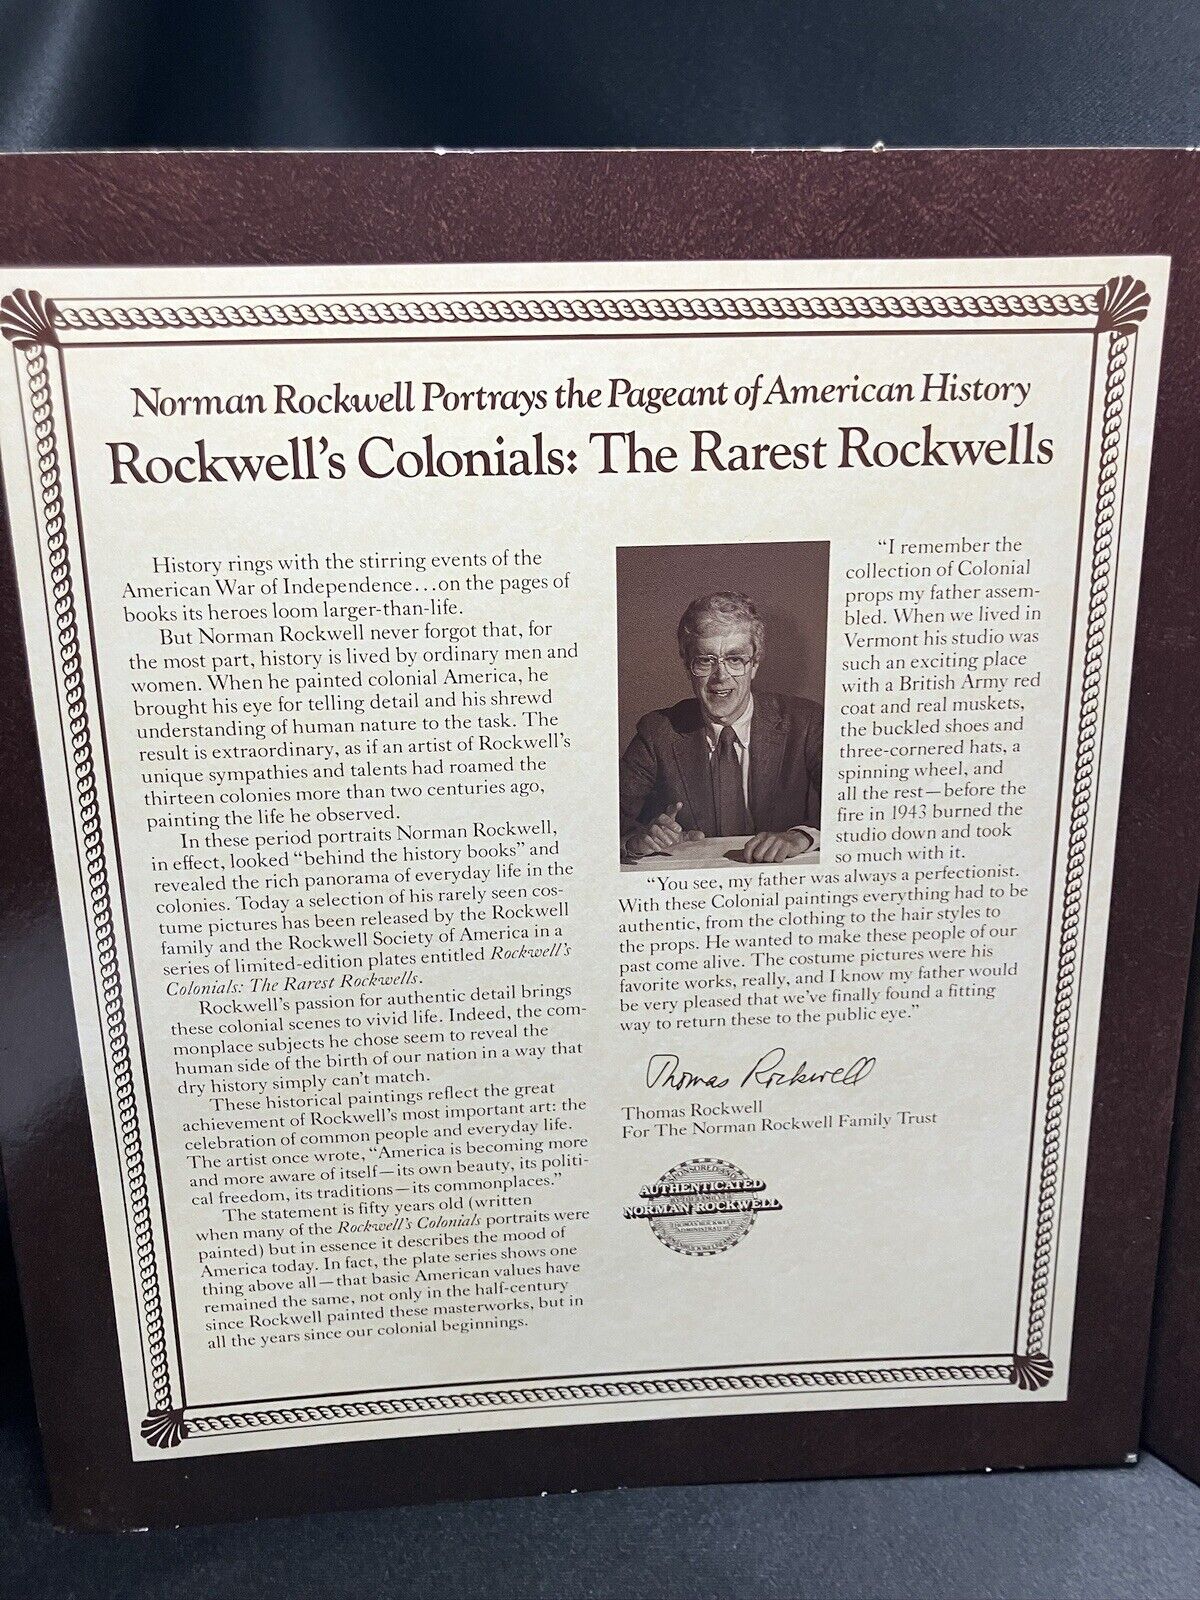 Norman Rockwell Portrays the Pageant of American History
Rockwell's Colonials: The Rarest Rockwells
History rings with the stirring events of the
American War of Independence...on the pages of
books its heroes loom larger-than-life.
But Norman Rockwell never forgot that, for
the most part, history is lived by ordinary men and
women. When he painted colonial America, he
brought his eye for telling detail and his shrewd
understanding of human nature to the task. The
result is extraordinary, as if an artist of Rockwell's
unique sympathies and talents had roamed the
thirteen colonies more than two centuries ago,
painting the life he observed.
In these period portraits Norman Rockwell,
in effect, looked "behind the history books" and
revealed the rich panorama of everyday life in the
colonies. Today a selection of his rarely seen cos-
tume pictures has been released by the Rockwell
family and the Rockwell Society of America in a
series of limited-edition plates entitled Rockwell's
Colonials: The Rarest Rockwells.
Rockwell's passion for authentic detail brings
these colonial scenes to vivid life. Indeed, the com-
monplace subjects he chose seem to reveal the
human side of the birth of our nation in a way that
dry history simply can't match.
These historical paintings reflect the great
achievement of Rockwell's most important art: the
celebration of common people and everyday life.
The artist once wrote, "America is becoming more
and more aware of itself—its own beauty, its politi-
cal freedom, its traditions—its commonplaces."
The statement is fifty years old (written
when many of the Rockwell's Colonials portraits were
painted) but in essence it describes the mood of
America today. In fact, the plate series shows one
thing above all—that basic American values have
remained the same, not only in the half-century
since Rockwell painted these masterworks, but in
all the years since our colonial beginnings.
"I remember the
collection of Colonial
props my father assem-
bled. When we lived in
Vermont his studio was
such an exciting place
with a British Army red
coat and real muskets,
the buckled shoes and
three-cornered hats, a
spinning wheel, and
all the rest—before the
fire in 1943 burned the
studio down and took
so much with it.
"You see, my father was always a perfectionist.
With these Colonial paintings everything had to be
authentic, from the clothing to the hair styles to
the props. He wanted to make these people of our
past come alive. The costume pictures were his
favorite works, really, and I know my father would
be very pleased that we've finally found a fitting
way to return these to the public eye."
Thomas Rockwell
Thomas Rockwell
For The Norman Rockwell Family Trust
AUTHENTICATED
NORMAN ROCKWELL
THOMAS ROCKWELL
ADMINISTRATOR